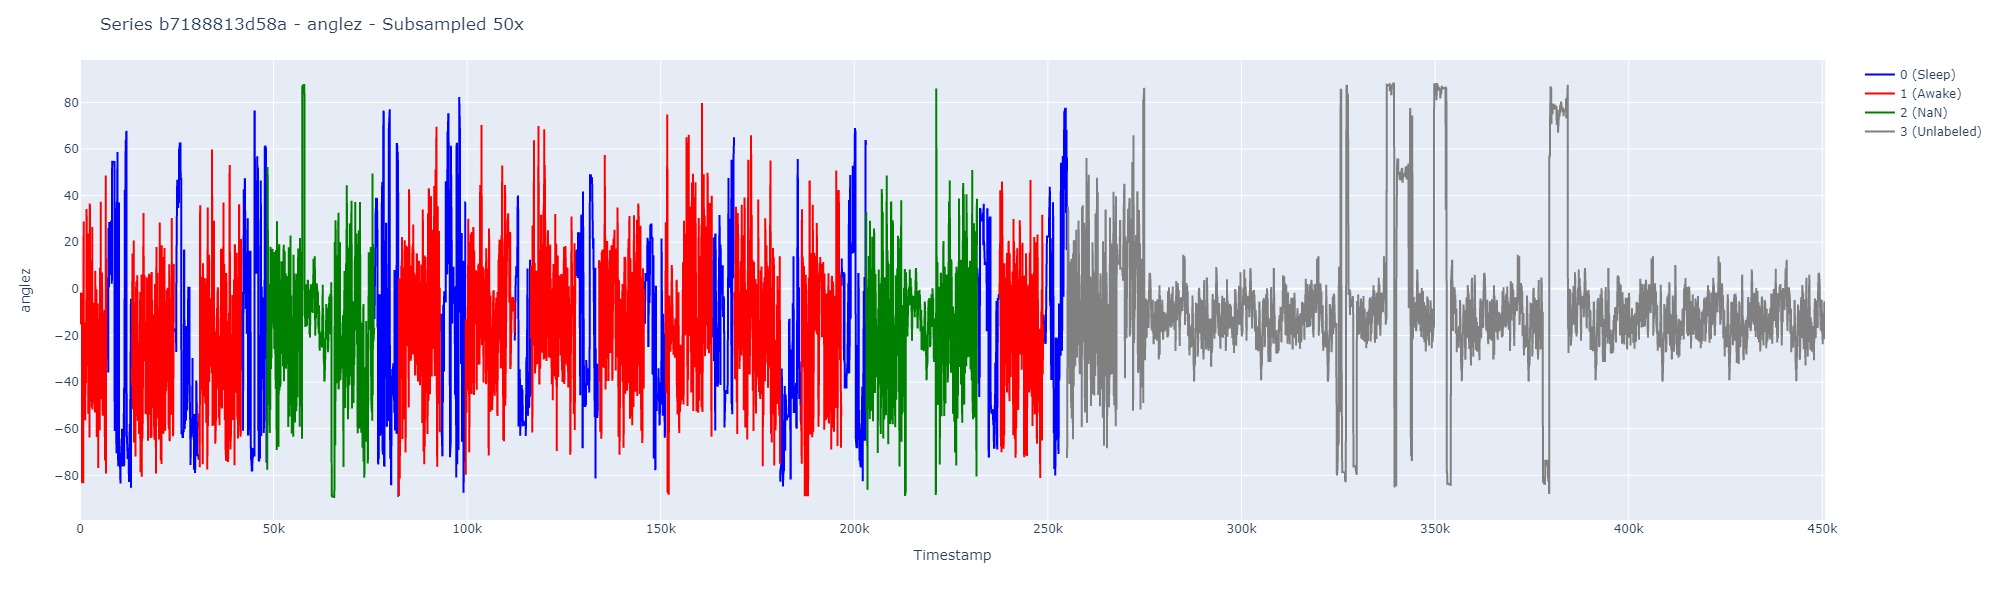 Series b7188813d58a - anglez - Subsampled 50x
0 (Sleep)
1 (Awake)
2 (NaN)
3 (Unlabeled)
anglez
80
60
40
20
0
−20
−40
−60
−80
0 50k 100k 150k 200k 250k 300k 350k 400k 450k
Timestamp